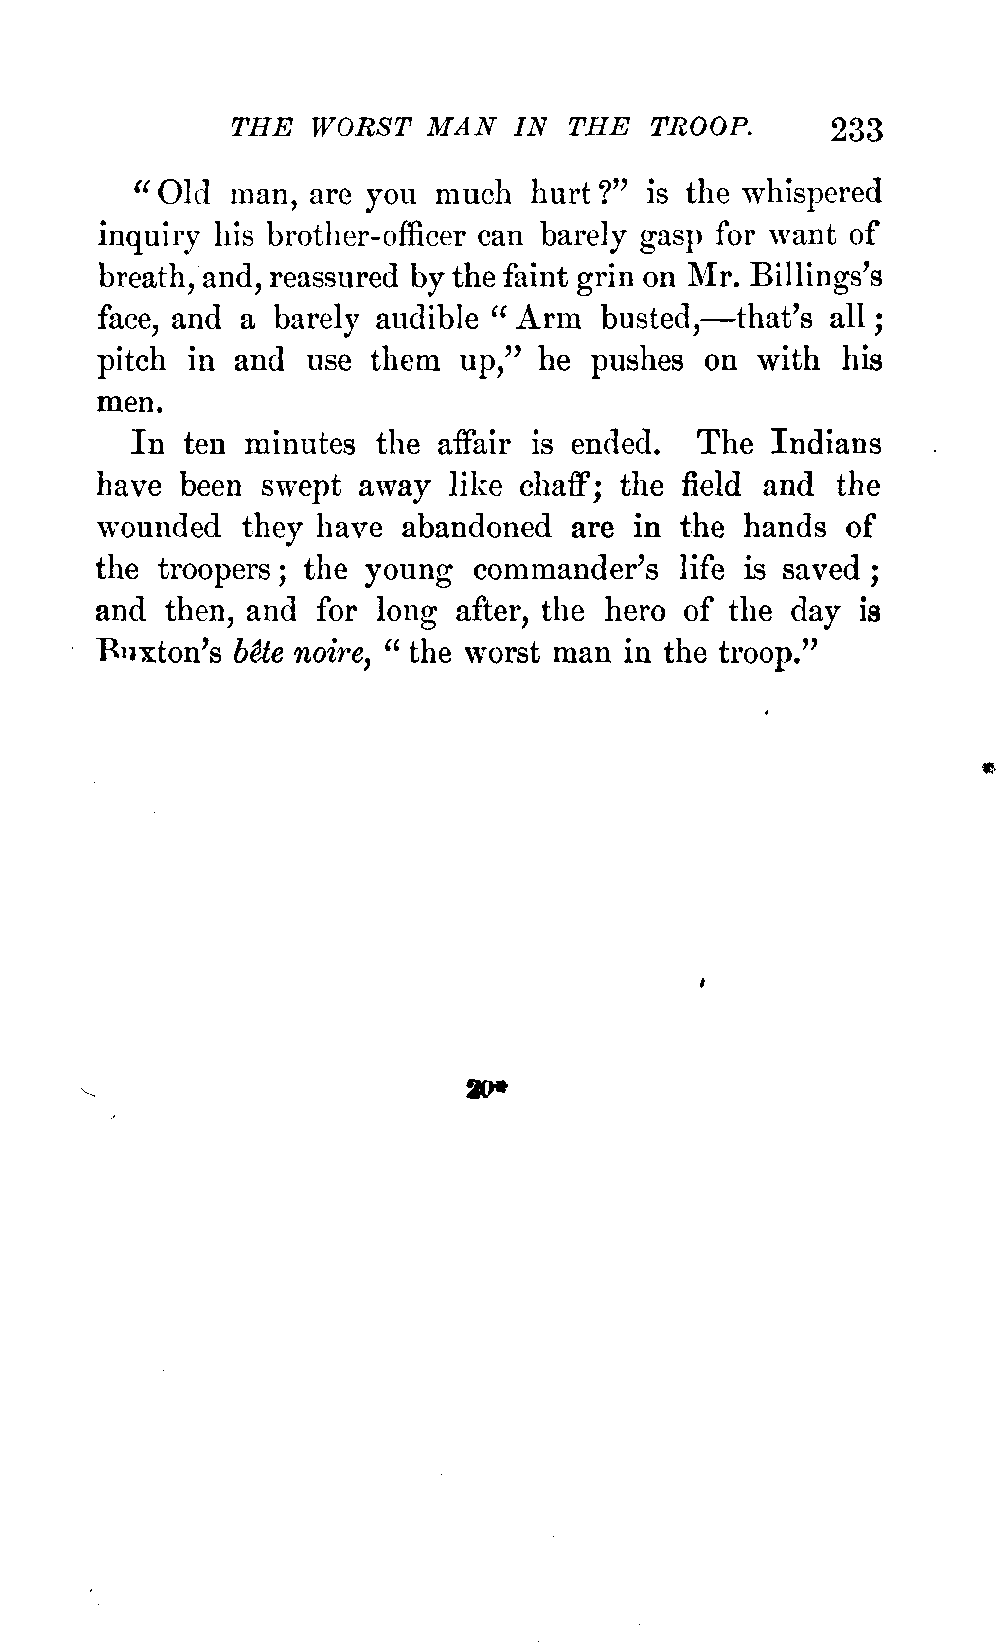 THE WORST MAN IN THE TROOP. 233
"Old man, are you much hurt?" is the whispered
inquiry his brother-officer can barely gasp for want of
breath, and, reassured by the faint grin on Mr. Billings's
face, and a barely audible "Arm busted,—that's all;
pitch in and use them up," he pushes on with his
men.
In ten minutes the affair is ended. The Indians
have been swept away like chaff; the field and the
wounded they have abandoned are in the hands of
the troopers; the young commander's life is saved;
and then, and for long after, the hero of the day is
Buxton's bête noire, "the worst man in the troop."
20*